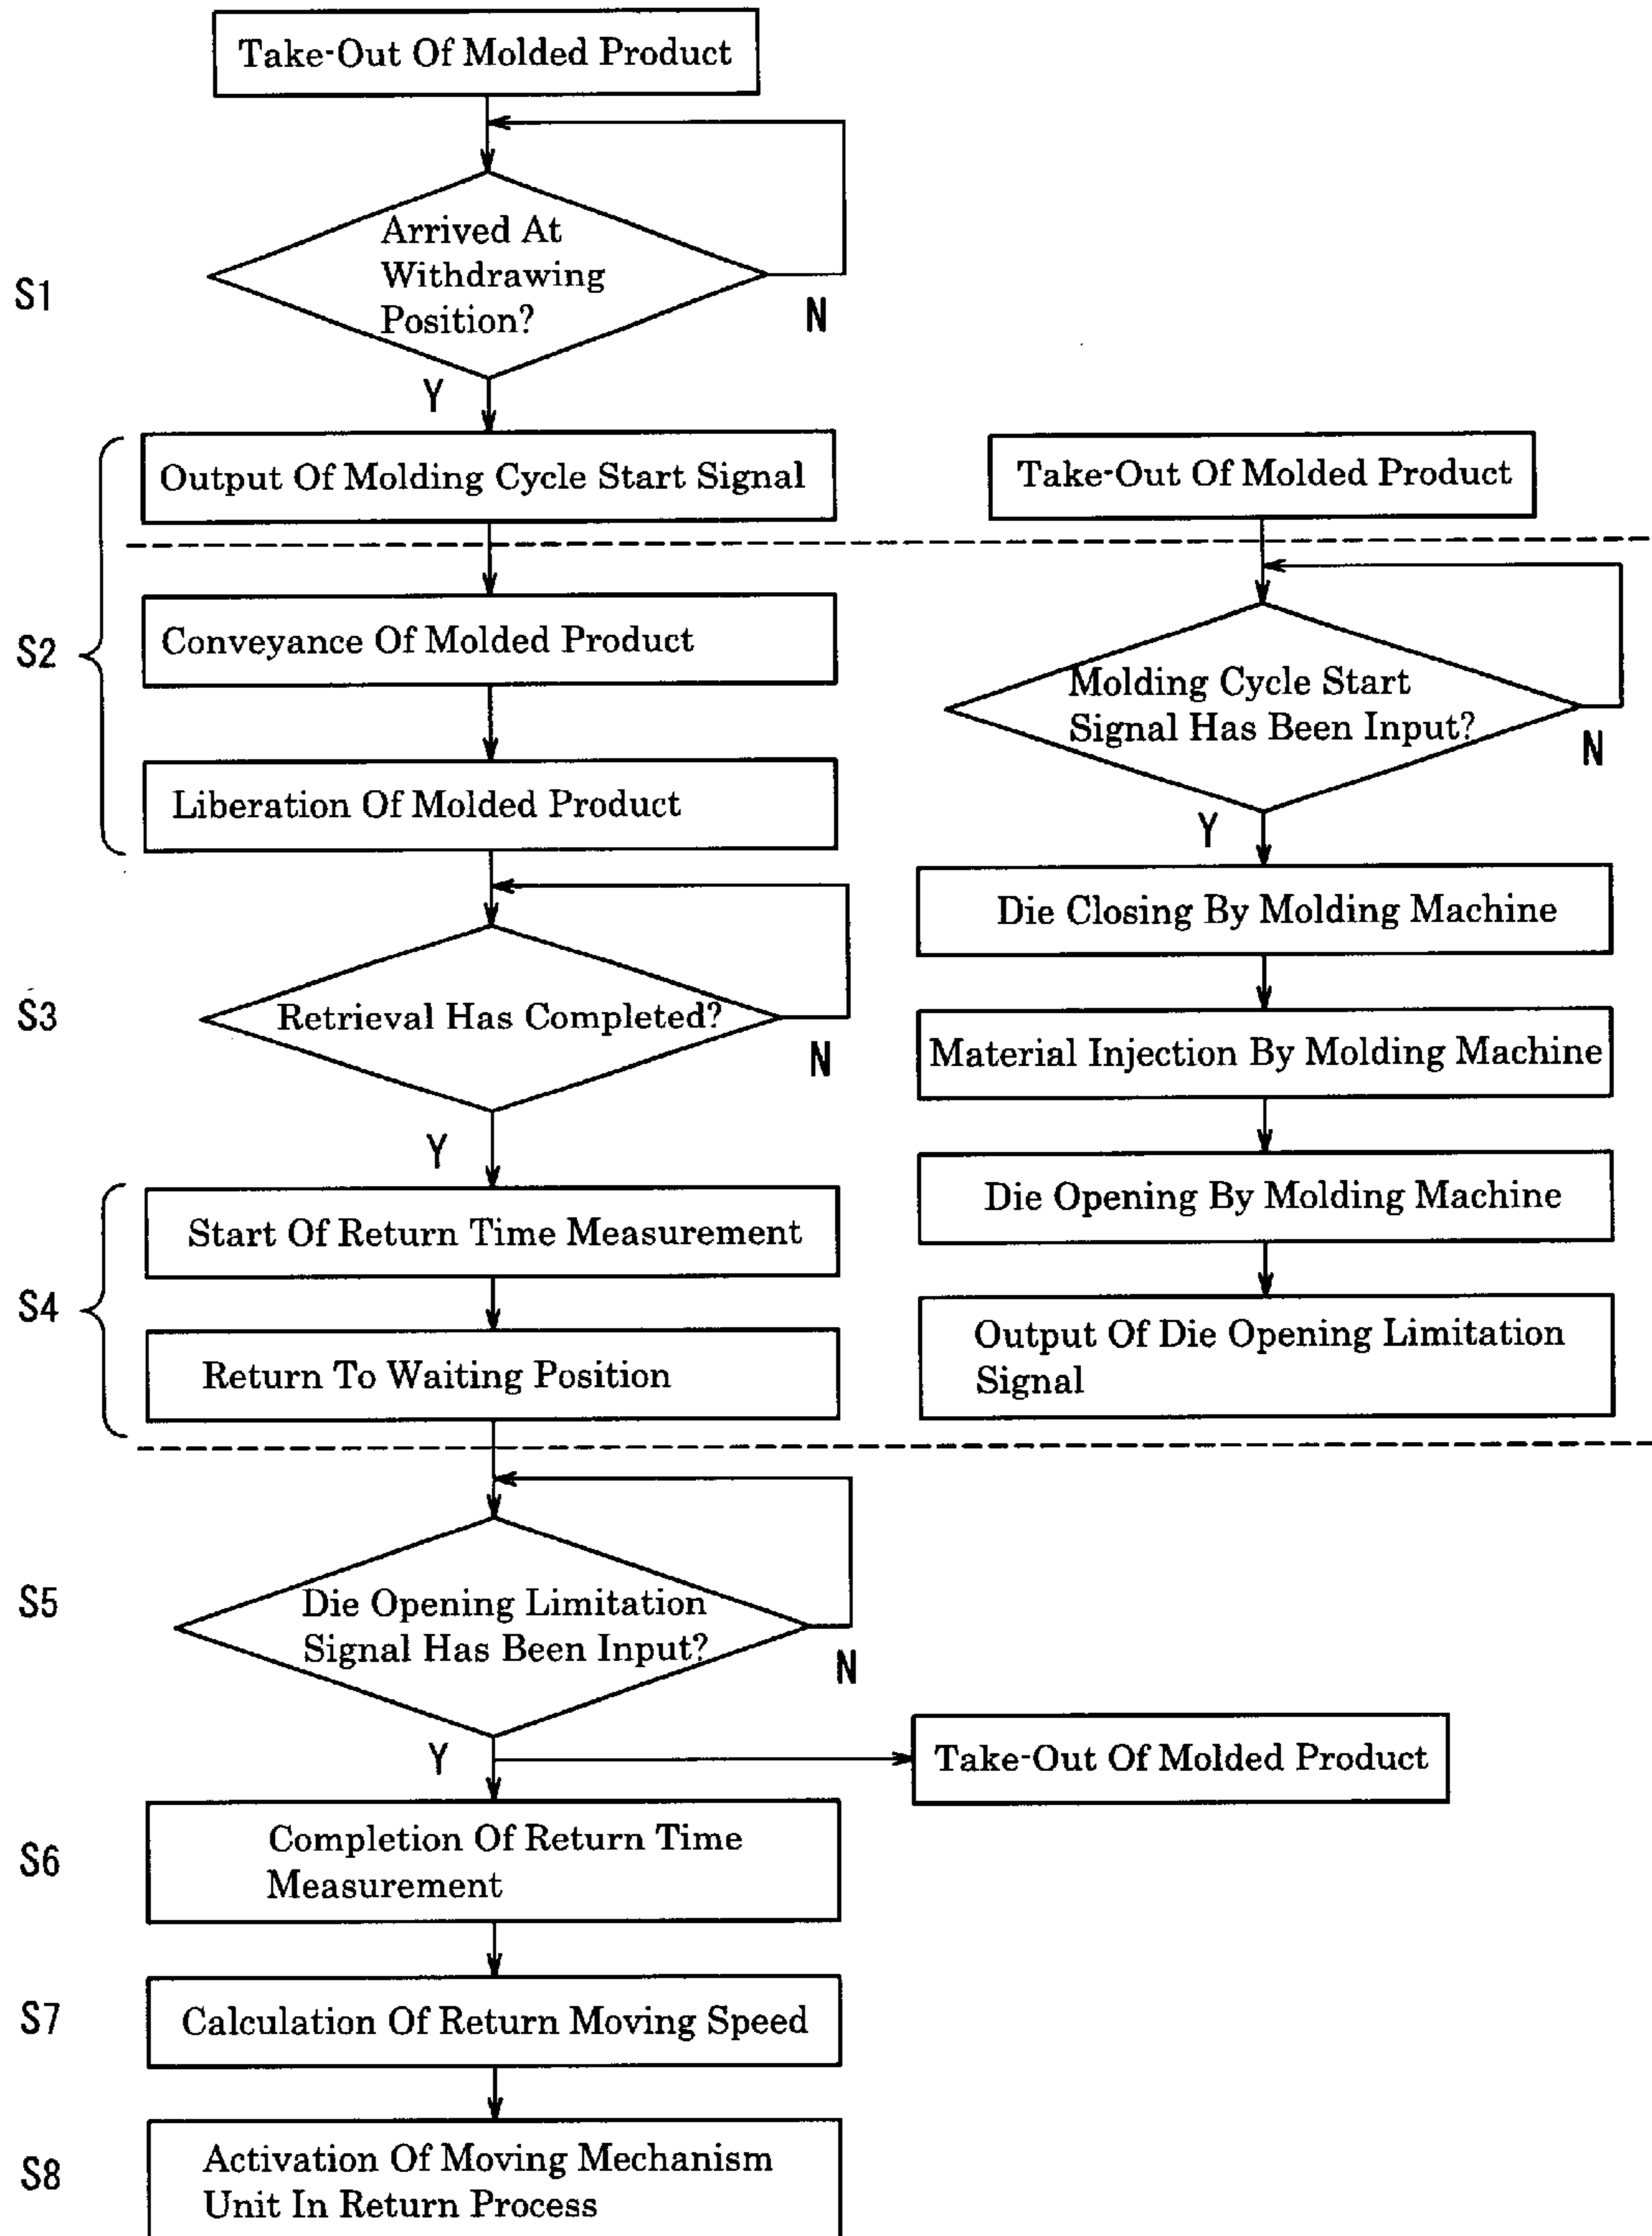 Take-Out Of Molded Product
Arrived At
Withdrawing
Position?
S1
N
Y
Output Of Molding Cycle Start Signal
Conveyance Of Molded Product
S2
Liberation Of Molded Product
Retrieval Has Completed?
S3
N
Y
Start Of Return Time Measurement
S4
Return To Waiting Position
Take-Out Of Molded Product
Molding Cycle Start
Signal Has Been Input?
N
Y
Die Closing By Molding Machine
Material Injection By Molding Machine
Die Opening By Molding Machine
Output Of Die Opening Limitation
Signal
S5
Die Opening Limitation
Signal Has Been Input?
N
Y
Take-Out Of Molded Product
S6
Completion Of Return Time
Measurement
S7
Calculation Of Return Moving Speed
S8
Activation Of Moving Mechanism
Unit In Return Process